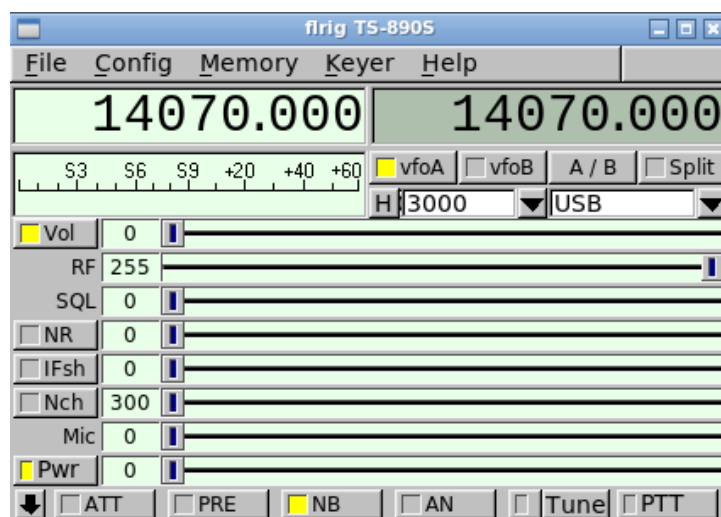 flrig TS-890S
File Config Memory Keyer Help
14070.000 14070.000
S3 S6 S9 +20 +40 +60 vfoA vfoB A / B Split
H 3000 USB
Vol 0
RF 255
SQL 0
NR 0
IFsh 0
Nch 300
Mic 0
Pwr 0
ATT PRE NB AN Tune PTT